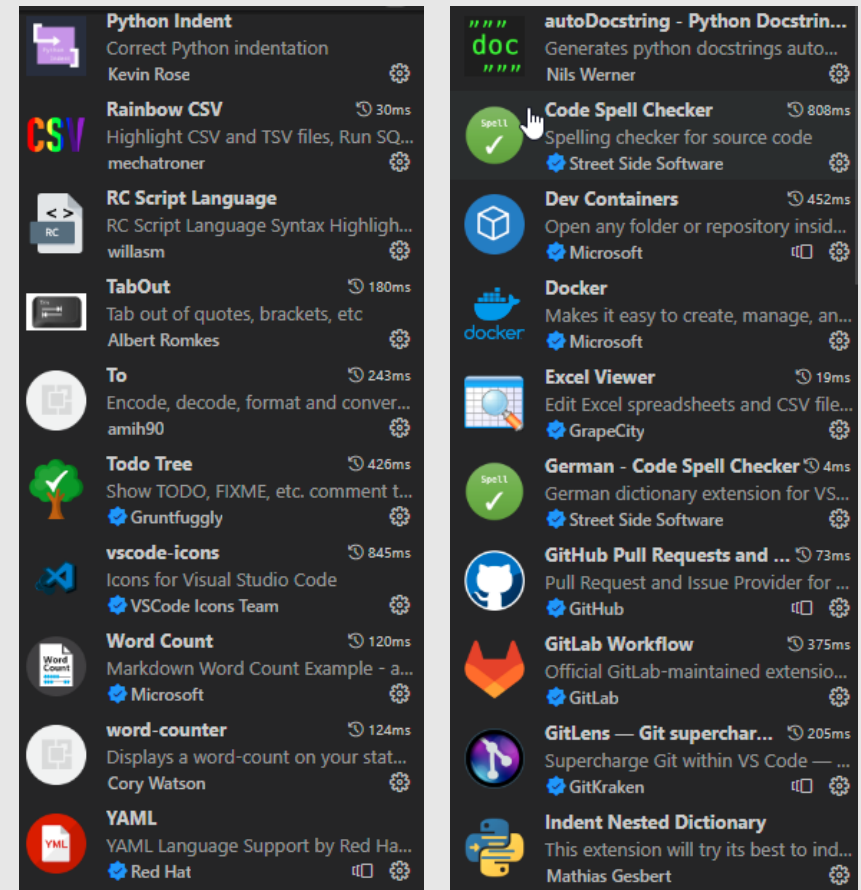 Python Indent
Correct Python indentation
Kevin Rose
CSV
Rainbow CSV 30ms
Highlight CSV and TSV files, Run SQ...
mechatroner
< >
RC
RC Script Language
RC Script Language Syntax Highligh...
willasm
TabOut 180ms
Tab out of quotes, brackets, etc
Albert Romkes
To 243ms
Encode, decode, format and conver...
amih90
Todo Tree 426ms
Show TODO, FIXME, etc. comment t...
Gruntfuggly
vscode-icons 845ms
Icons for Visual Studio Code
VSCode Icons Team
Word
Count
Word Count 120ms
Markdown Word Count Example - a...
Microsoft
word-counter 124ms
Displays a word-count on your stat...
Cory Watson
YML
YAML
YAML Language Support by Red Ha...
Red Hat
"""
doc
"""
autoDocstring - Python Docstrin...
Generates python docstrings auto...
Nils Werner
Spell
Code Spell Checker 808ms
Spelling checker for source code
Street Side Software
Dev Containers 452ms
Open any folder or repository insid...
Microsoft
docker
Docker
Makes it easy to create, manage, an...
Microsoft
Excel Viewer 19ms
Edit Excel spreadsheets and CSV file...
GrapeCity
Spell
German - Code Spell Checker 4ms
German dictionary extension for VS...
Street Side Software
GitHub Pull Requests and ... 73ms
Pull Request and Issue Provider for ...
GitHub
GitLab Workflow 375ms
Official GitLab-maintained extensio...
GitLab
GitLens — Git superchar... 205ms
Supercharge Git within VS Code — ...
GitKraken
Indent Nested Dictionary
This extension will try its best to ind...
Mathias Gesbert